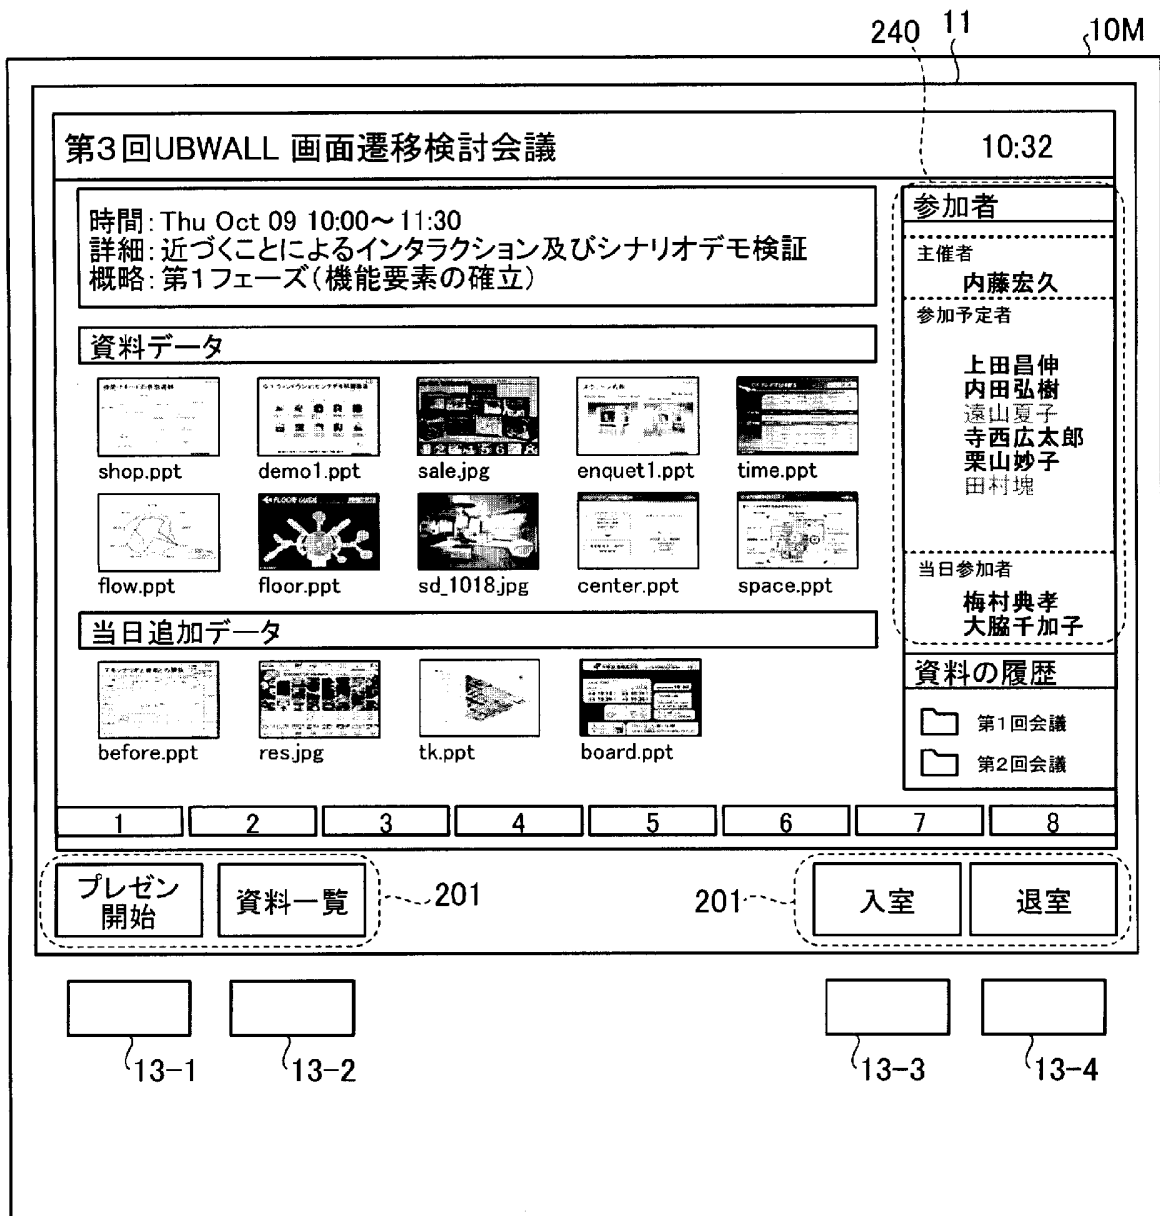 240 11 10M
第3回UBWALL 画面遷移検討会議 10:32
時間:Thu Oct 09 10:00～11:30
詳細:近づくことによるインタラクション及びシナリオデモ検証
概略:第1フェーズ(機能要素の確立)
資料データ
shop.ppt demo1.ppt sale.jpg enquet1.ppt time.ppt
FLOOR GUIDE
flow.ppt floor.ppt sd_1018.jpg center.ppt space.ppt
当日追加データ
before.ppt res.jpg tk.ppt board.ppt
参加者
主催者
内藤宏久
参加予定者
上田昌伸
内田弘樹
遠山夏子
寺西広太郎
栗山妙子
田村塊
当日参加者
梅村典孝
大脇千加子
資料の履歴
第1回会議
第2回会議
1 2 3 4 5 6 7 8
プレゼン
開始
資料一覧
201
201
入室
退室
13-1 13-2 13-3 13-4